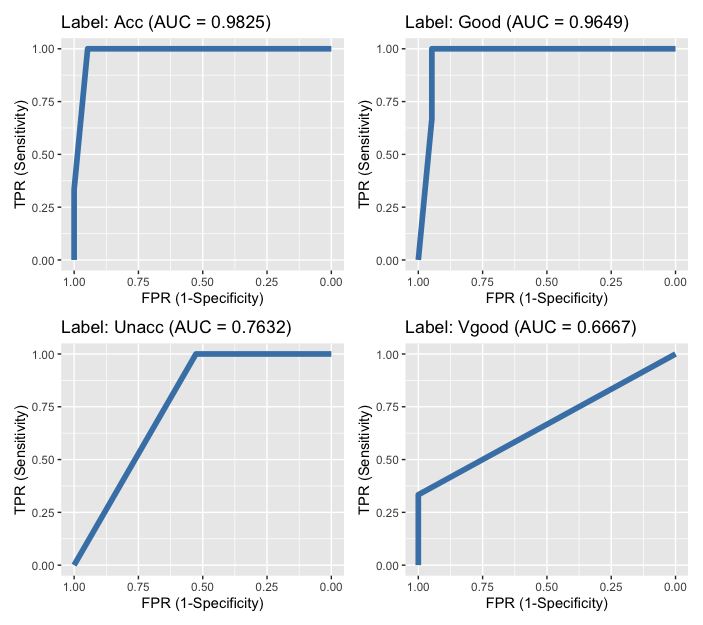 Label: Acc (AUC = 0.9825)
1.00
0.75
0.50
0.25
0.00
TPR (Sensitivity)
1.00 0.75 0.50 0.25 0.00
FPR (1-Specificity)
Label: Good (AUC = 0.9649)
1.00
0.75
0.50
0.25
0.00
TPR (Sensitivity)
1.00 0.75 0.50 0.25 0.00
FPR (1-Specificity)
Label: Unacc (AUC = 0.7632)
1.00
0.75
0.50
0.25
0.00
TPR (Sensitivity)
1.00 0.75 0.50 0.25 0.00
FPR (1-Specificity)
Label: Vgood (AUC = 0.6667)
1.00
0.75
0.50
0.25
0.00
TPR (Sensitivity)
1.00 0.75 0.50 0.25 0.00
FPR (1-Specificity)